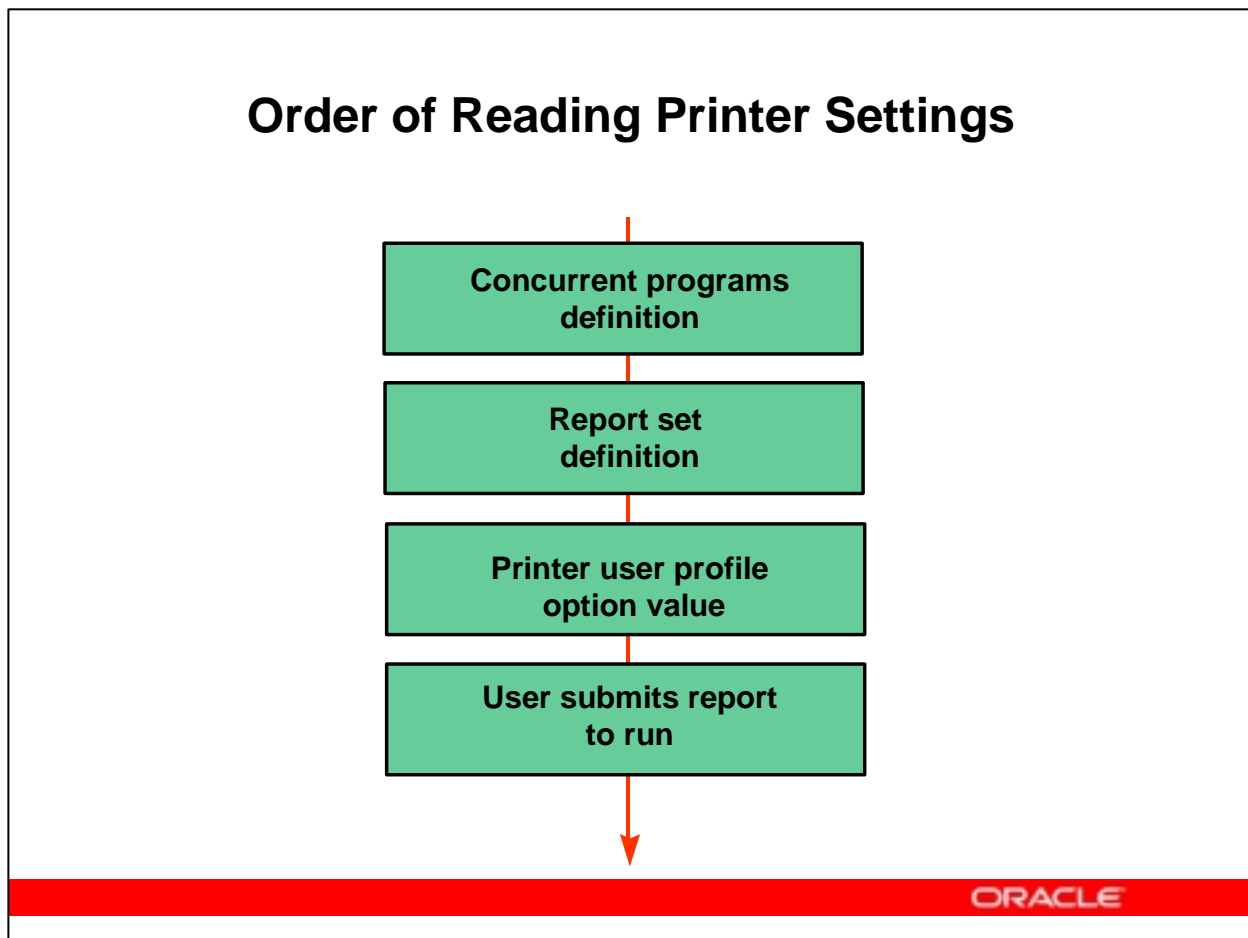 Order of Reading Printer Settings
Concurrent programs
definition
Report set
definition
Printer user profile
option value
User submits report
to run
ORACLE